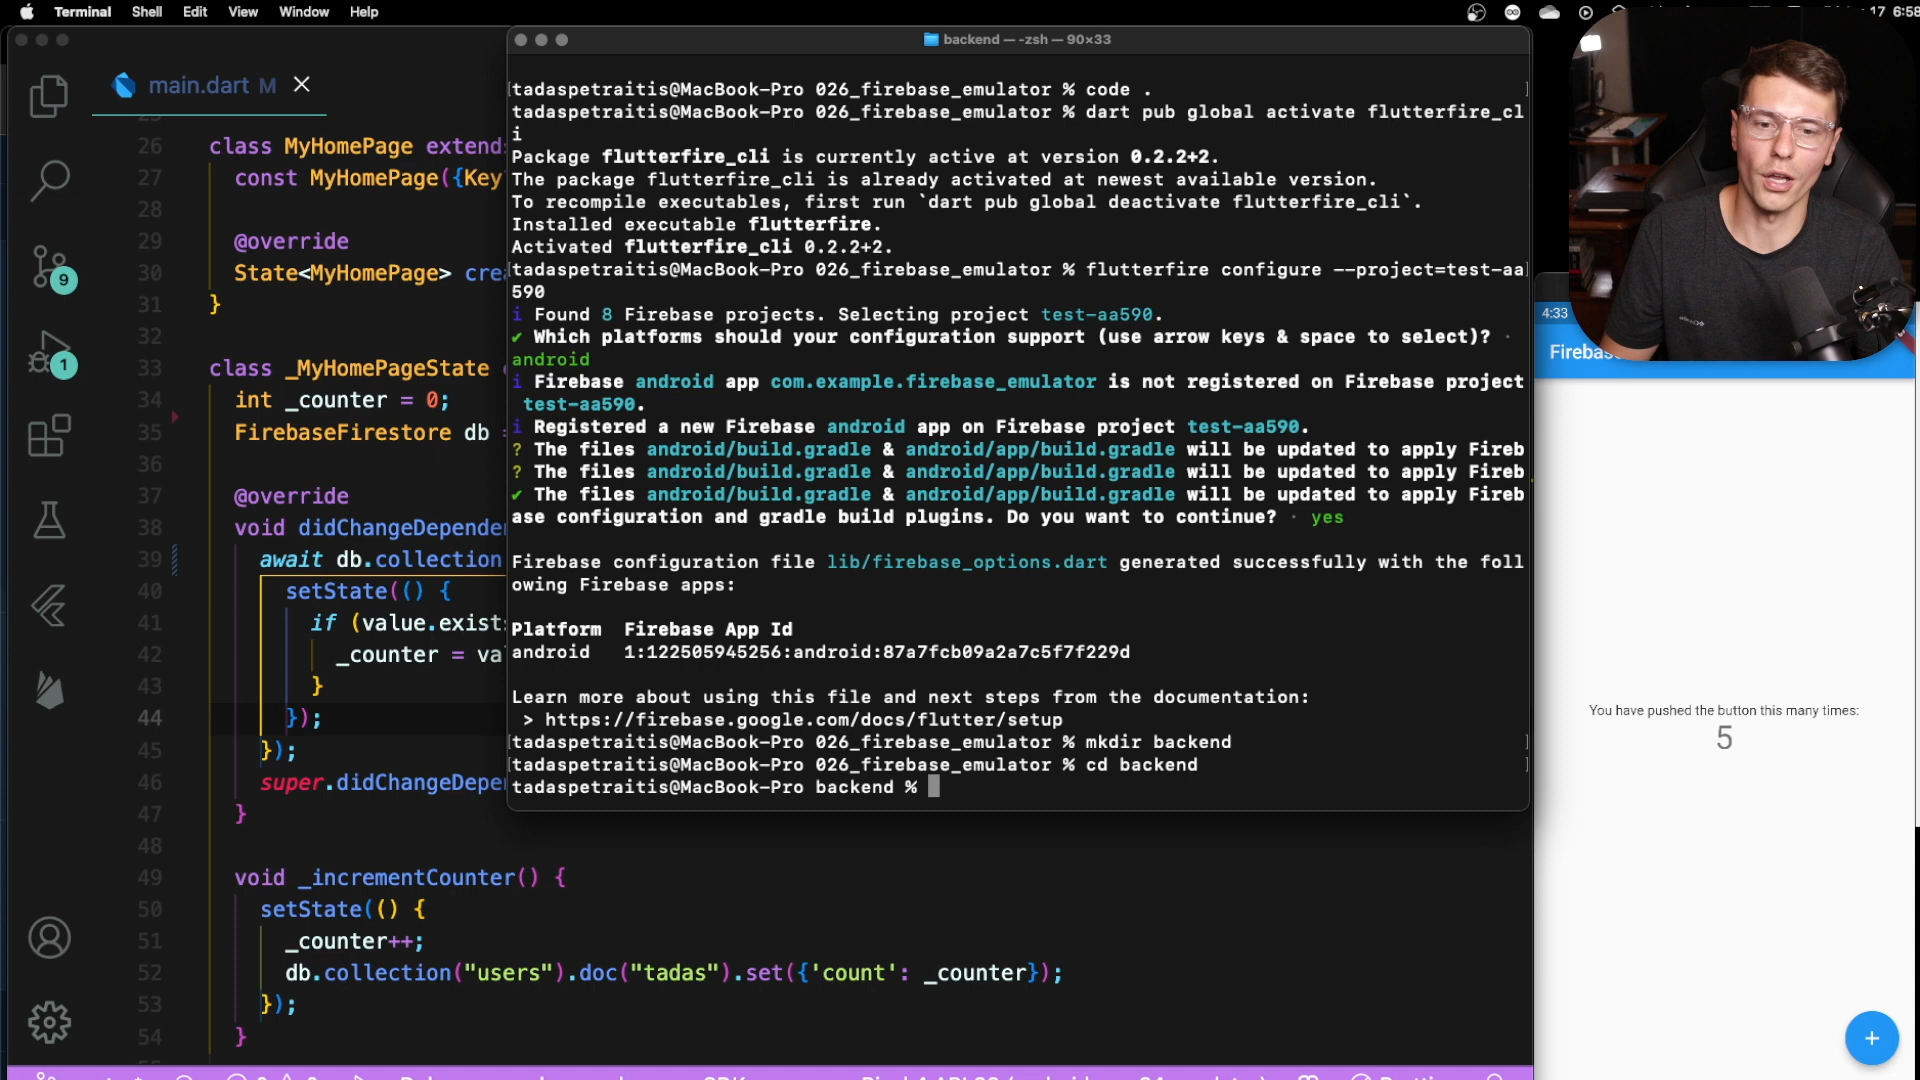 Terminal Shell Edit View Window Help
17 6:58
backend — -zsh — 90×33
main.dart M
tadaspetraitis@MacBook-Pro 026_firebase_emulator % code .
tadaspetraitis@MacBook-Pro 026_firebase_emulator % dart pub global activate flutterfire_cl
i
Package flutterfire_cli is currently active at version 0.2.2+2.
The package flutterfire_cli is already activated at newest available version.
To recompile executables, first run `dart pub global deactivate flutterfire_cli`.
Installed executable flutterfire.
Activated flutterfire_cli 0.2.2+2.
tadaspetraitis@MacBook-Pro 026_firebase_emulator % flutterfire configure --project=test-aa
590
i Found 8 Firebase projects. Selecting project test-aa590.
✔ Which platforms should your configuration support (use arrow keys & space to select)? ·
android
i Firebase android app com.example.firebase_emulator is not registered on Firebase project
test-aa590.
i Registered a new Firebase android app on Firebase project test-aa590.
? The files android/build.gradle & android/app/build.gradle will be updated to apply Fireb
? The files android/build.gradle & android/app/build.gradle will be updated to apply Fireb
✔ The files android/build.gradle & android/app/build.gradle will be updated to apply Fireb
ase configuration and gradle build plugins. Do you want to continue? · yes
Firebase configuration file lib/firebase_options.dart generated successfully with the foll
owing Firebase apps:
Platform Firebase App Id
android 1:122505945256:android:87a7fcb09a2a7c5f7f229d
Learn more about using this file and next steps from the documentation:
> https://firebase.google.com/docs/flutter/setup
tadaspetraitis@MacBook-Pro 026_firebase_emulator % mkdir backend
tadaspetraitis@MacBook-Pro 026_firebase_emulator % cd backend
tadaspetraitis@MacBook-Pro backend %
26 class MyHomePage extends
27 const MyHomePage({Key
28
29 @override
30 State<MyHomePage> cre
31 }
32
33 class _MyHomePageState
34 int _counter = 0;
35 FirebaseFirestore db =
36
37 @override
38 void didChangeDepende
39 await db.collection
40 setState(() {
41 if (value.exists
42 _counter = va
43 }
44 });
45 });
46 super.didChangeDepe
47 }
48
49 void _incrementCounter() {
50 setState(() {
51 _counter++;
52 db.collection("users").doc("tadas").set({'count': _counter});
53 });
54 }
9
1
4:33
Firebas
You have pushed the button this many times:
5
+